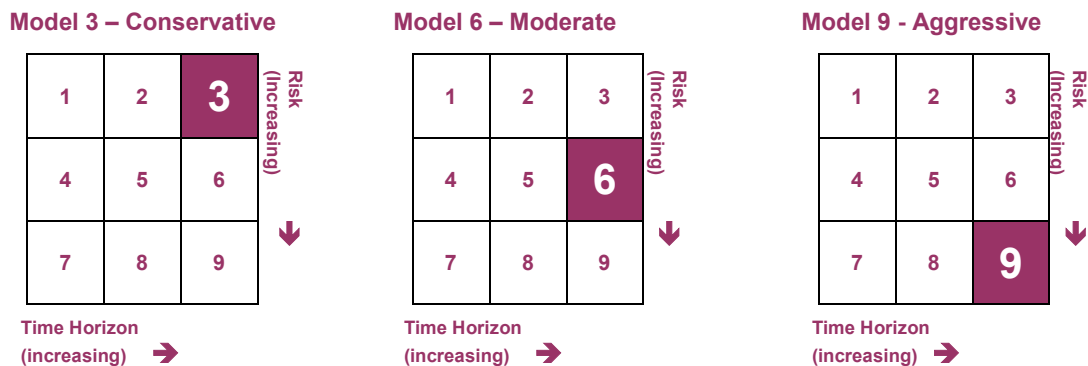 Model 3 – Conservative
1 2 3
4 5 6
7 8 9
Risk
(Increasing)
Time Horizon
(increasing)
Model 6 – Moderate
1 2 3
4 5 6
7 8 9
Risk
(Increasing)
Time Horizon
(increasing)
Model 9 - Aggressive
1 2 3
4 5 6
7 8 9
Risk
(Increasing)
Time Horizon
(increasing)